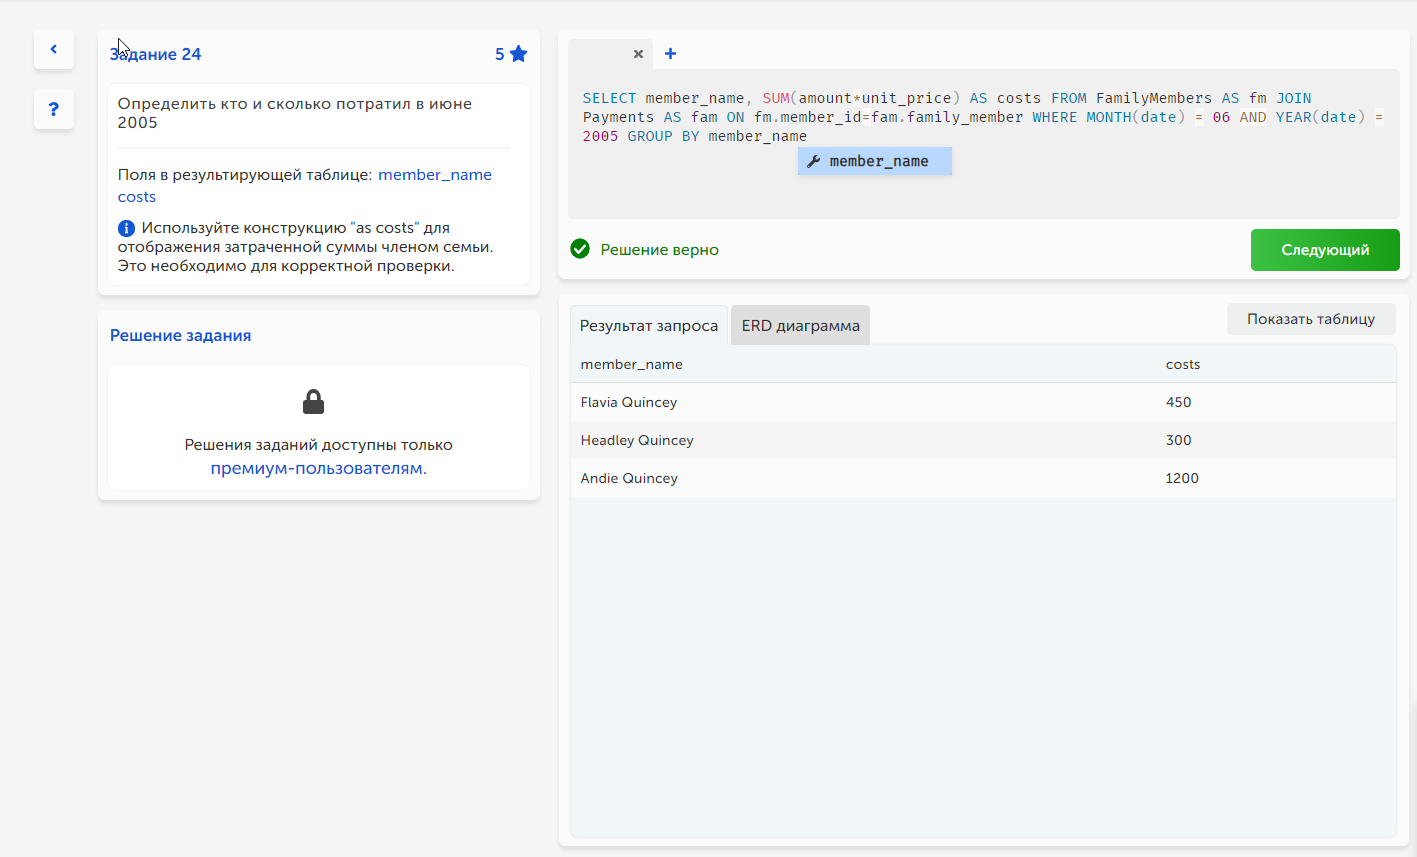 Задание 24
5
?
Определить кто и сколько потратил в июне
2005
Поля в результирующей таблице: member_name
costs
Используйте конструкцию "as costs" для
отображения затраченной суммы членом семьи.
Это необходимо для корректной проверки.
Решение задания
Решения заданий доступны только
премиум-пользователям.
SELECT member_name, SUM(amount*unit_price) AS costs FROM FamilyMembers AS fm JOIN
Payments AS fam ON fm.member_id=fam.family_member WHERE MONTH(date) = 06 AND YEAR(date) =
2005 GROUP BY member_name
member_name
Решение верно
Следующий
Результат запроса
ERD диаграмма
Показать таблицу
member_name costs
Flavia Quincey 450
Headley Quincey 300
Andie Quincey 1200